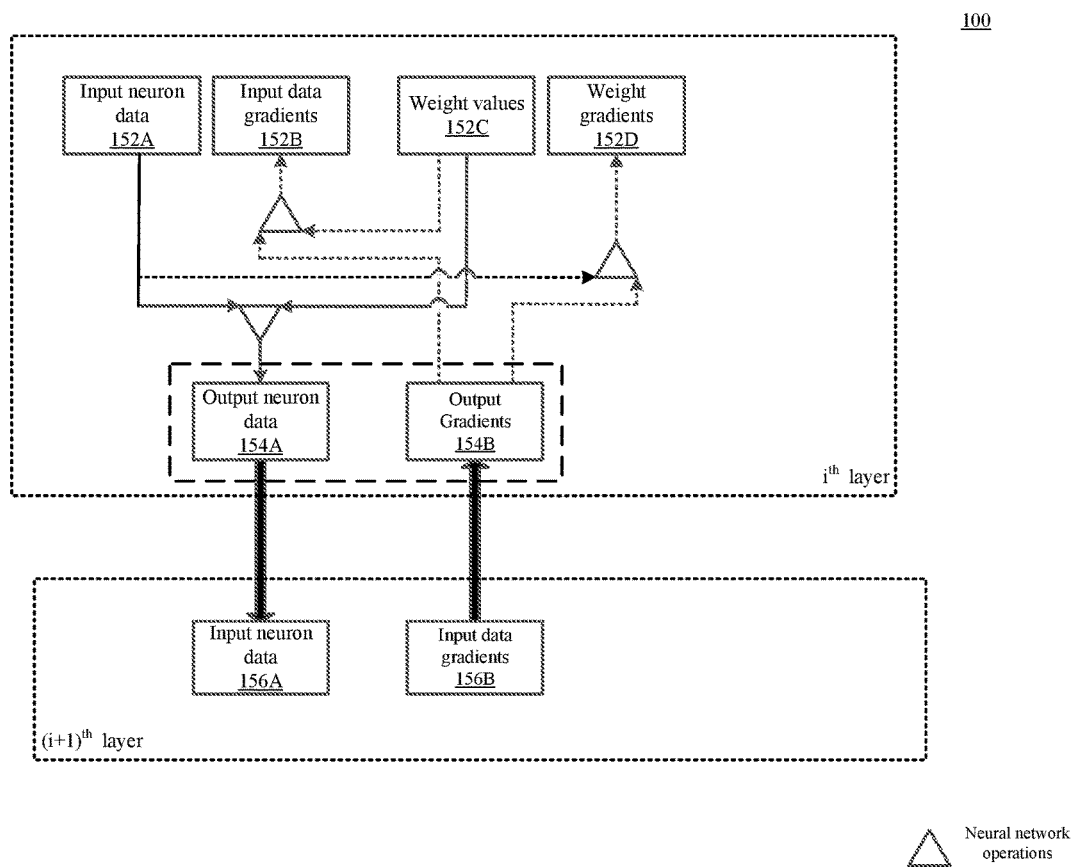 100
Input neuron
data
152A
Input data
gradients
152B
Weight values
152C
Weight
gradients
152D
Output neuron
data
154A
Output
Gradients
154B
ith layer
Input neuron
data
156A
Input data
gradients
156B
(i+1)th layer
Neural network
operations